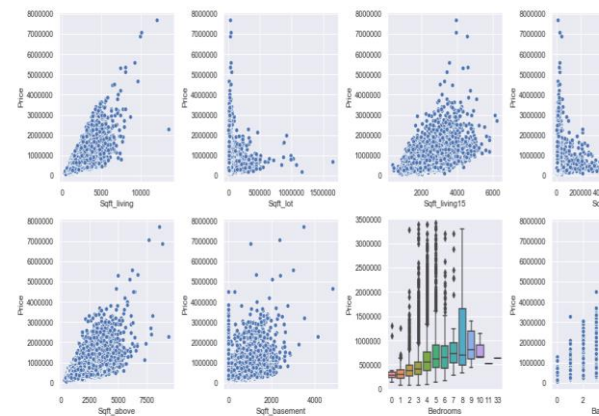 8000000 8000000 8000000 8000000
7000000 7000000 7000000 7000000
6000000 6000000 6000000 6000000
5000000 5000000 5000000 5000000
Price Price Price Price
4000000 4000000 4000000 4000000
3000000 3000000 3000000 3000000
2000000 2000000 2000000 2000000
1000000 1000000 1000000 1000000
0 0 0 0
0 5000 10000 0 500000 1000000 1500000 2000 4000 6000 0 200000
Sqft_living Sqft_lot Sqft_living15
8000000 8000000 3500000 8000000
7000000 7000000 3000000 7000000
6000000 6000000 2500000 6000000
5000000 5000000 2000000 5000000
Price Price Price Price
4000000 4000000 1500000 4000000
3000000 3000000 1000000 3000000
2000000 2000000 500000 2000000
1000000 1000000 0 1000000
0 0 0
2500 5000 7500 0 2000 4000 0 1 2 3 4 5 6 7 8 9 10 11 33 0 2
Sqft_above Sqft_basement Bedrooms